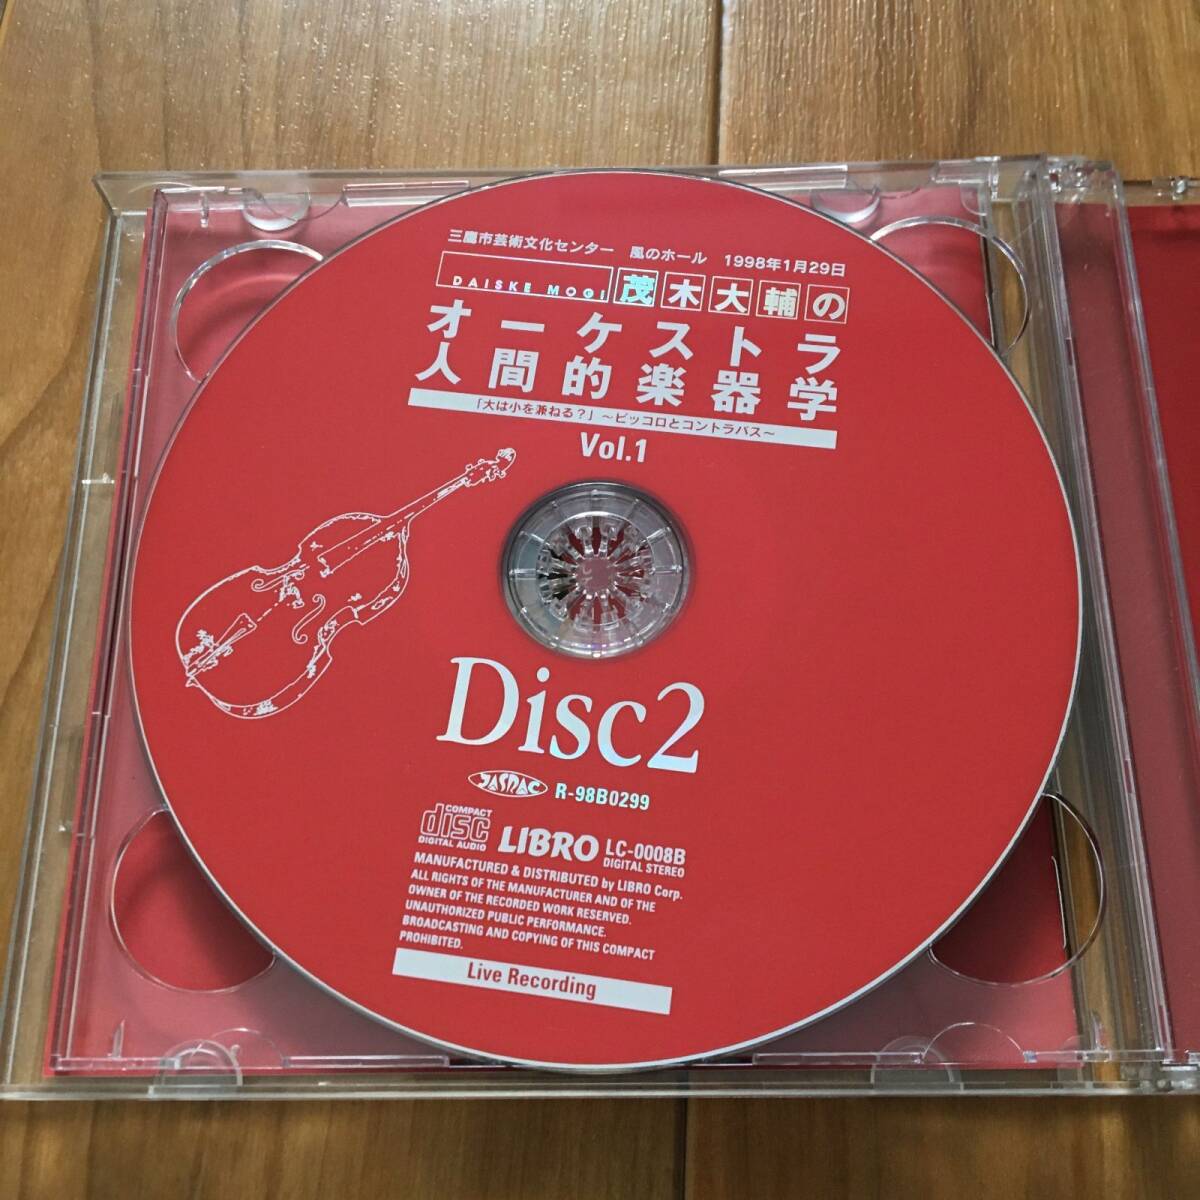 三鷹市芸術文化センター　風のホール　1998年1月29日
DAISKE MOGI 茂木大輔の
オーケストラ
人間的楽器学
「大は小を兼ねる？」～ピッコロとコントラバス～
Vol.1
Disc2
JASRAC R-98B0299
COMPACT
disc
DIGITAL AUDIO
LIBRO LC-0008B
DIGITAL STEREO
MANUFACTURED & DISTRIBUTED by LIBRO Corp.
ALL RIGHTS OF THE MANUFACTURER AND OF THE
OWNER OF THE RECORDED WORK RESERVED.
UNAUTHORIZED PUBLIC PERFORMANCE.
BROADCASTING AND COPYING OF THIS COMPACT
PROHIBITED.
Live Recording